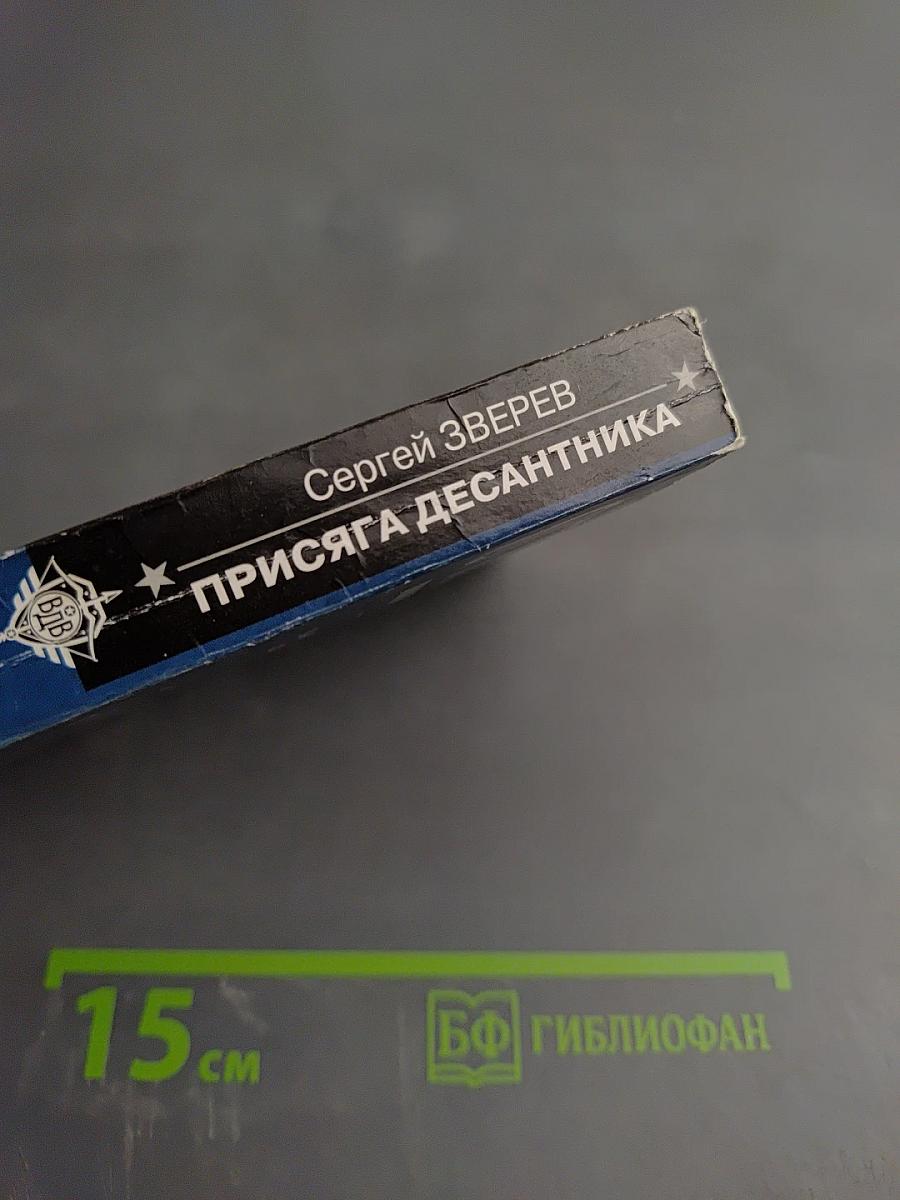 Сергей ЗВЕРЕВ
ПРИСЯГА ДЕСАНТНИКА
ВДВ
15 см
БФ ГИБЛИОФАН